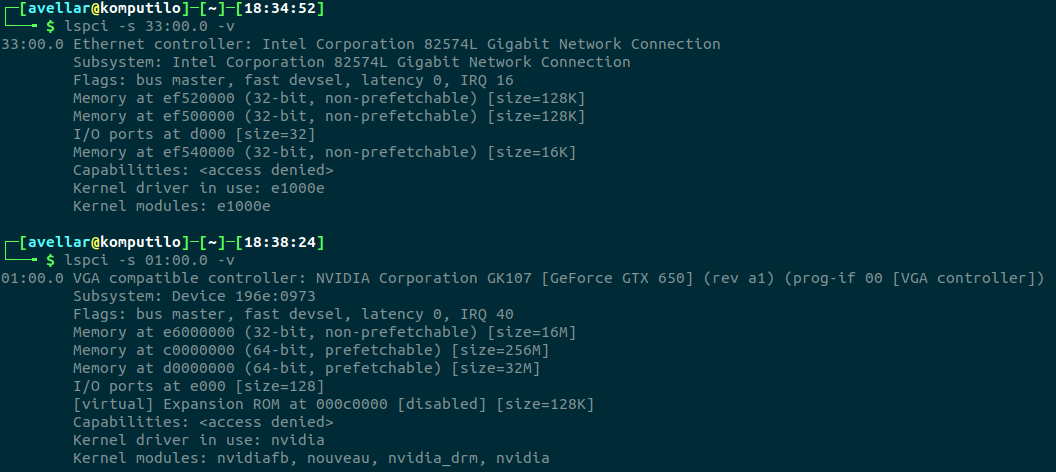 ┌─[avellar@komputilo]─[~]─[18:34:52]
└──╼ $ lspci -s 33:00.0 -v
33:00.0 Ethernet controller: Intel Corporation 82574L Gigabit Network Connection
Subsystem: Intel Corporation 82574L Gigabit Network Connection
Flags: bus master, fast devsel, latency 0, IRQ 16
Memory at ef520000 (32-bit, non-prefetchable) [size=128K]
Memory at ef500000 (32-bit, non-prefetchable) [size=128K]
I/O ports at d000 [size=32]
Memory at ef540000 (32-bit, non-prefetchable) [size=16K]
Capabilities: <access denied>
Kernel driver in use: e1000e
Kernel modules: e1000e
┌─[avellar@komputilo]─[~]─[18:38:24]
└──╼ $ lspci -s 01:00.0 -v
01:00.0 VGA compatible controller: NVIDIA Corporation GK107 [GeForce GTX 650] (rev a1) (prog-if 00 [VGA controller])
Subsystem: Device 196e:0973
Flags: bus master, fast devsel, latency 0, IRQ 40
Memory at e6000000 (32-bit, non-prefetchable) [size=16M]
Memory at c0000000 (64-bit, prefetchable) [size=256M]
Memory at d0000000 (64-bit, prefetchable) [size=32M]
I/O ports at e000 [size=128]
[virtual] Expansion ROM at 000c0000 [disabled] [size=128K]
Capabilities: <access denied>
Kernel driver in use: nvidia
Kernel modules: nvidiafb, nouveau, nvidia_drm, nvidia